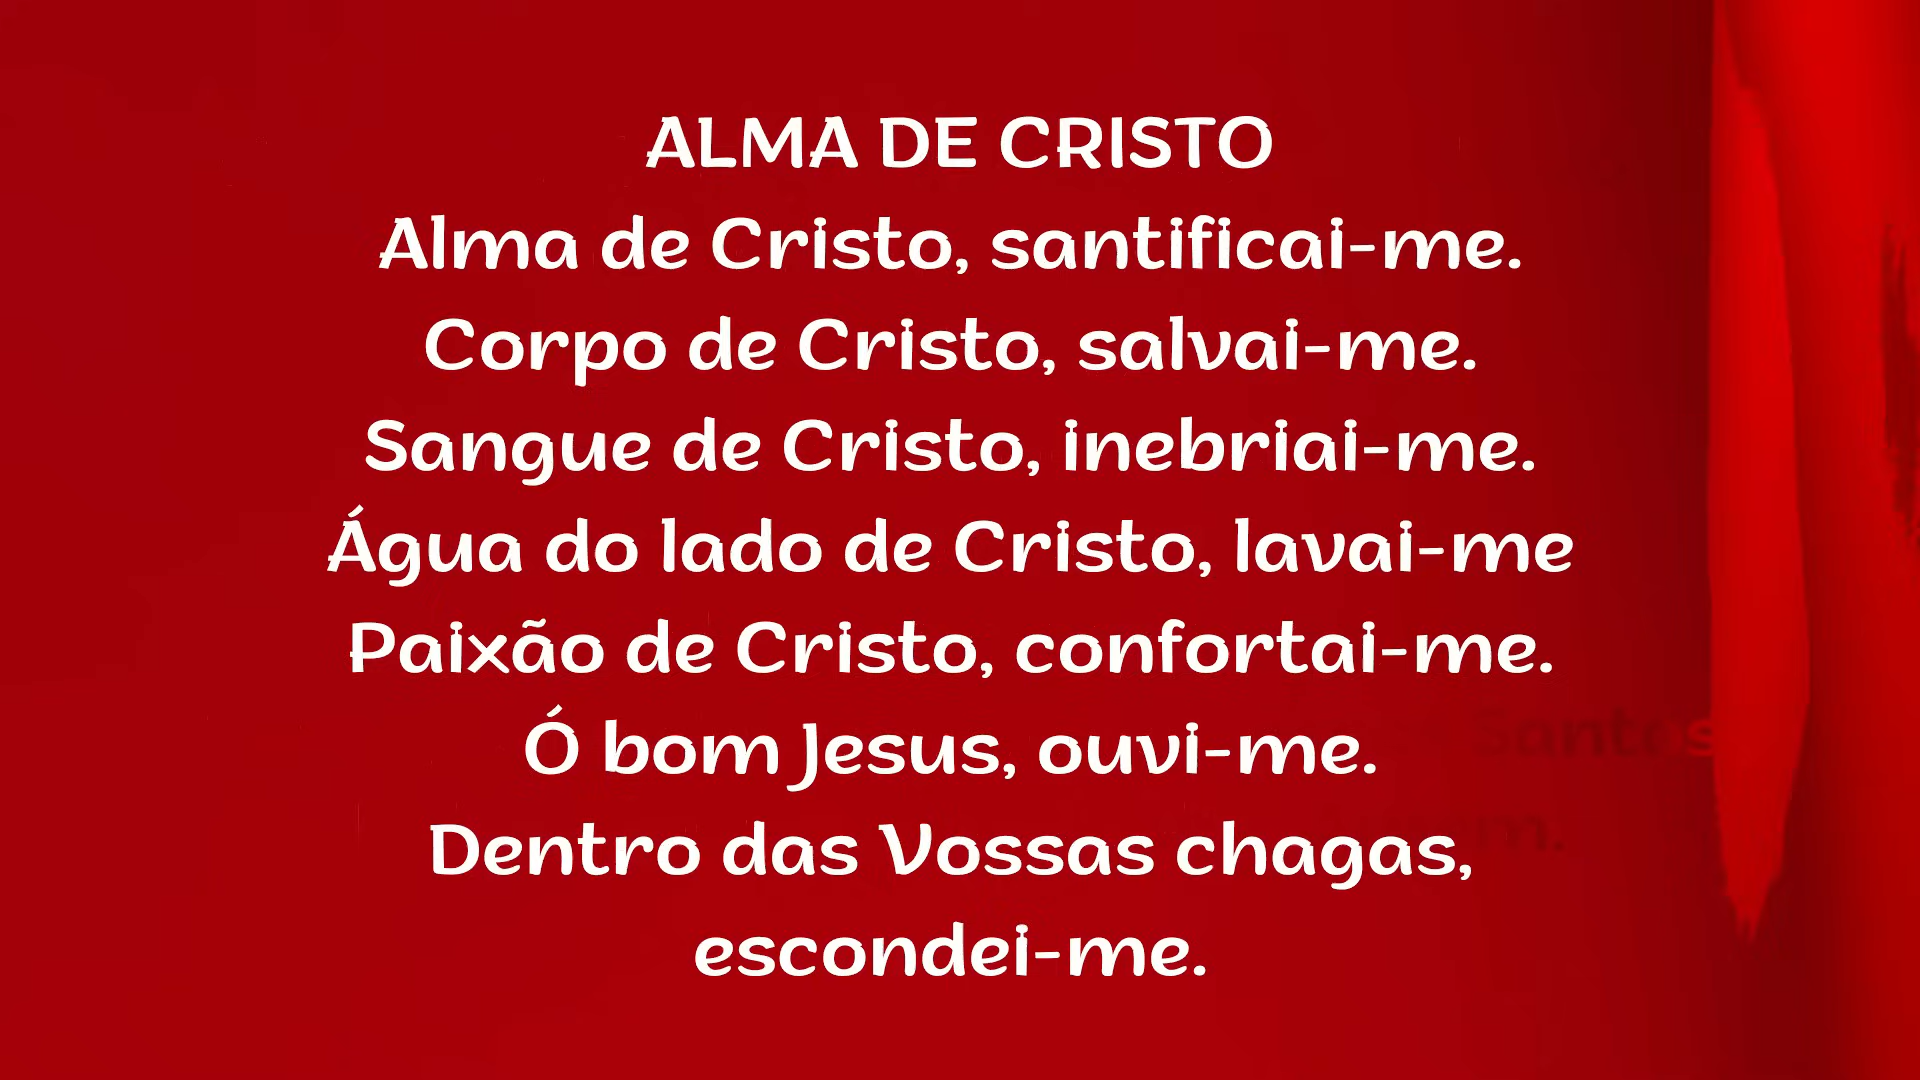 ALMA DE CRISTO
Alma de Cristo, santificai-me.
Corpo de Cristo, salvai-me.
Sangue de Cristo, inebriai-me.
Água do lado de Cristo, lavai-me
Paixão de Cristo, confortai-me.
Ó bom Jesus, ouvi-me.
Santos
Dentro das Vossas chagas,
escondei-me.